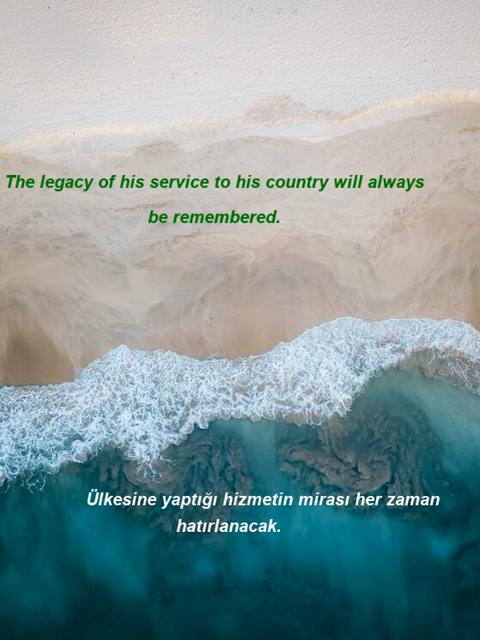 The legacy of his service to his country will always
be remembered.
Ülkesine yaptığı hizmetin mirası her zaman
hatırlanacak.